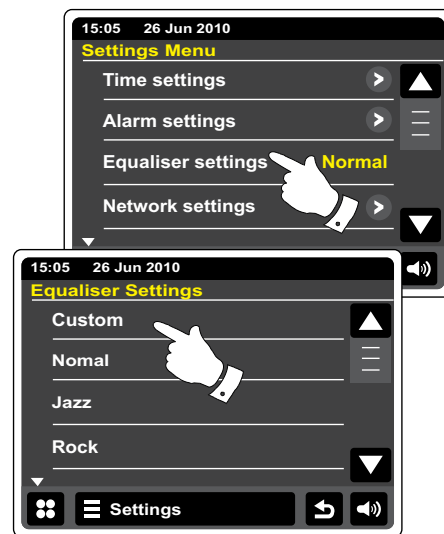 15:05 26 Jun 2010
Settings Menu
Time settings
Alarm settings
Equaliser settings Normal
Network settings
15:05 26 Jun 2010
Equaliser Settings
Custom
Nomal
Jazz
Rock
Settings